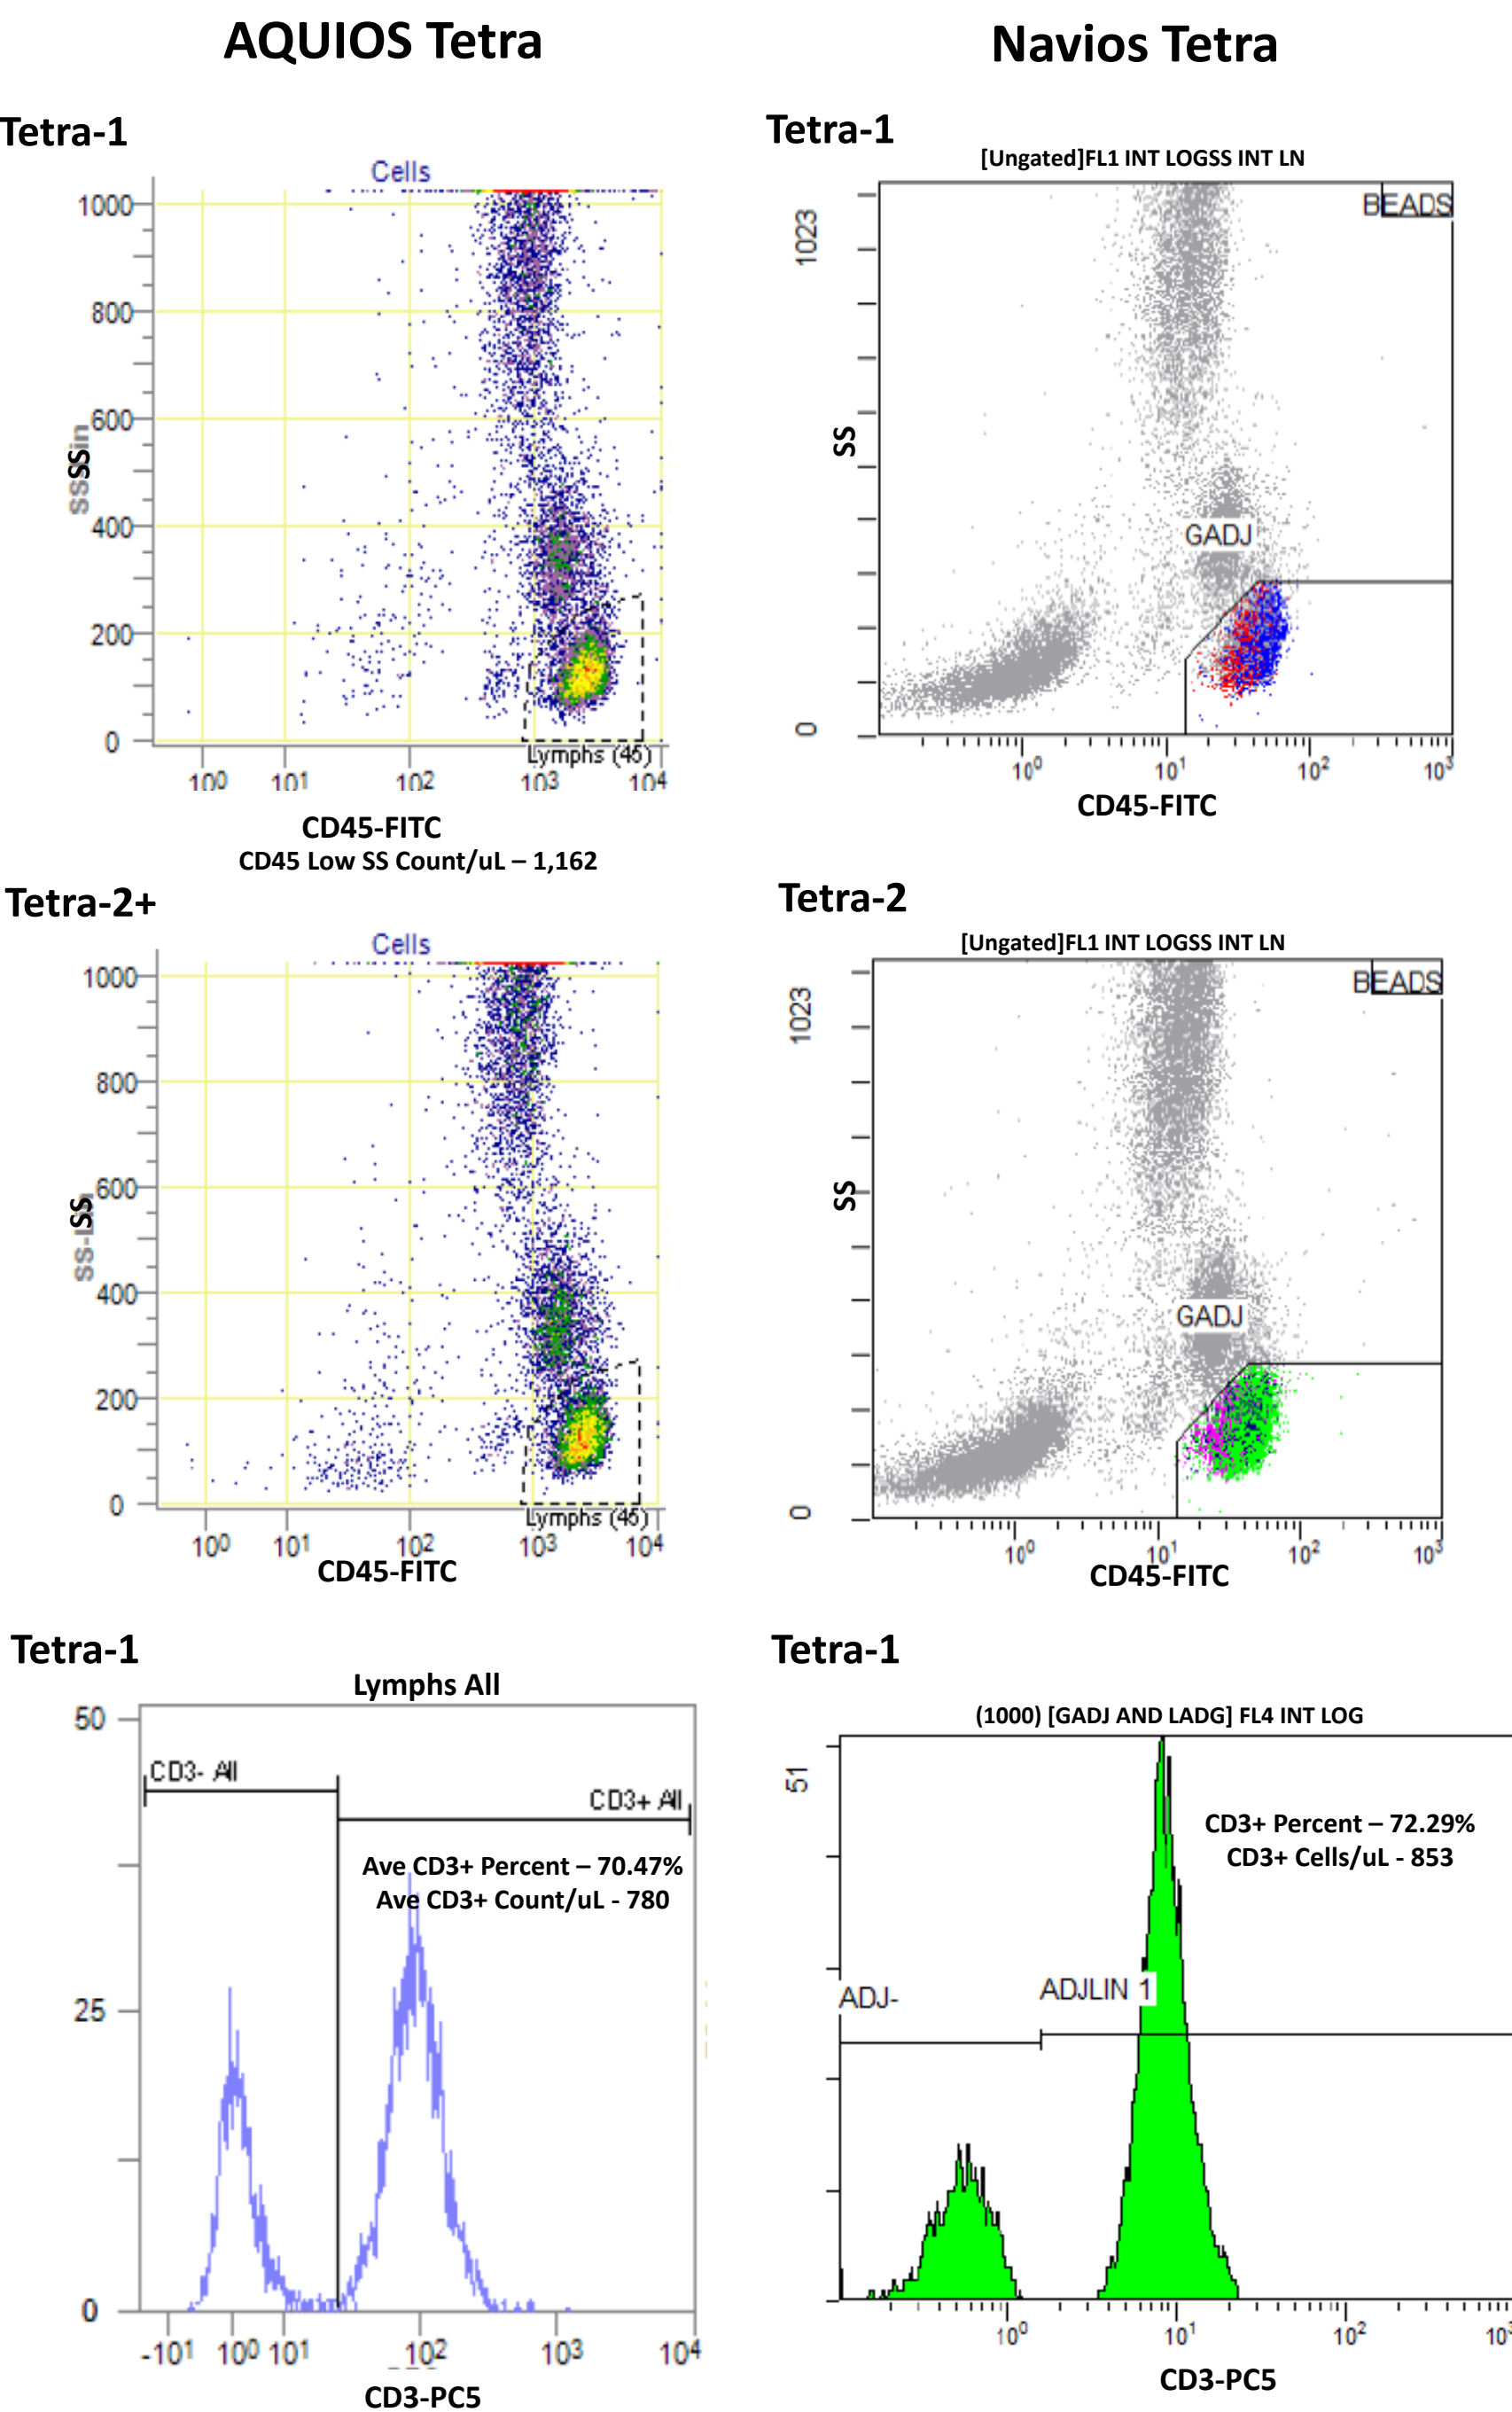 AQUIOS Tetra
Navios Tetra
Tetra-1
Cells
1000
800
600
400
200
0
SS
Lymphs (45)
10^0 10^1 10^2 10^3 10^4
CD45-FITC
CD45 Low SS Count/uL – 1,162
Tetra-1
[Ungated]FL1 INT LOGSS INT LN
BEADS
1023
SS
GADJ
0
10^0 10^1 10^2 10^3
CD45-FITC
Tetra-2+
Cells
1000
800
600
400
200
0
SS
Lymphs (45)
10^0 10^1 10^2 10^3 10^4
CD45-FITC
Tetra-2
[Ungated]FL1 INT LOGSS INT LN
BEADS
1023
SS
GADJ
0
10^0 10^1 10^2 10^3
CD45-FITC
Tetra-1
Lymphs All
50
CD3- All
CD3+ All
Ave CD3+ Percent – 70.47%
Ave CD3+ Count/uL - 780
25
0
-10^1 10^0 10^1 10^2 10^3 10^4
CD3-PC5
Tetra-1
(1000) [GADJ AND LADG] FL4 INT LOG
51
CD3+ Percent – 72.29%
CD3+ Cells/uL - 853
ADJ-
ADJLIN 1
10^0 10^1 10^2 10^3
CD3-PC5